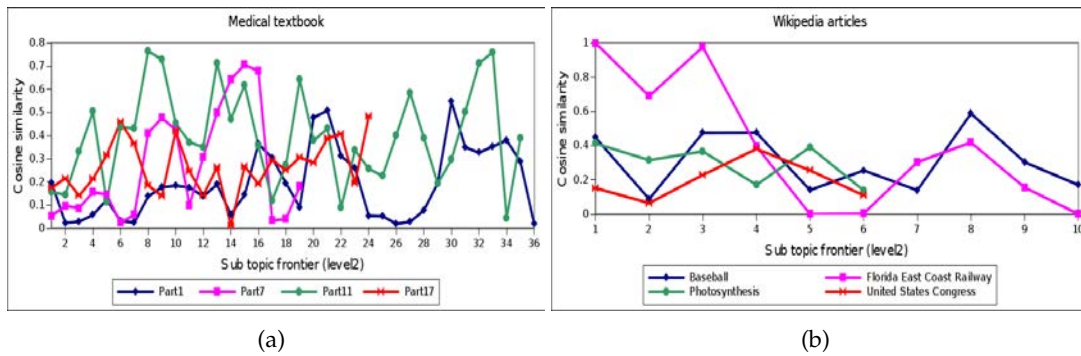 Medical textbook
Cosine similarity
0.8
0.7
0.6
0.5
0.4
0.3
0.2
0.1
0
2 4 6 8 10 12 14 16 18 20 22 24 26 28 30 32 34 36
Sub topic frontier (level2)
Part1 Part7 Part11 Part17
(a)
Wikipedia articles
Cosine similarity
1
0.8
0.6
0.4
0.2
0
1 2 3 4 5 6 7 8 9 10
Sub topic frontier (level2)
Baseball Florida East Coast Railway
Photosynthesis United States Congress
(b)